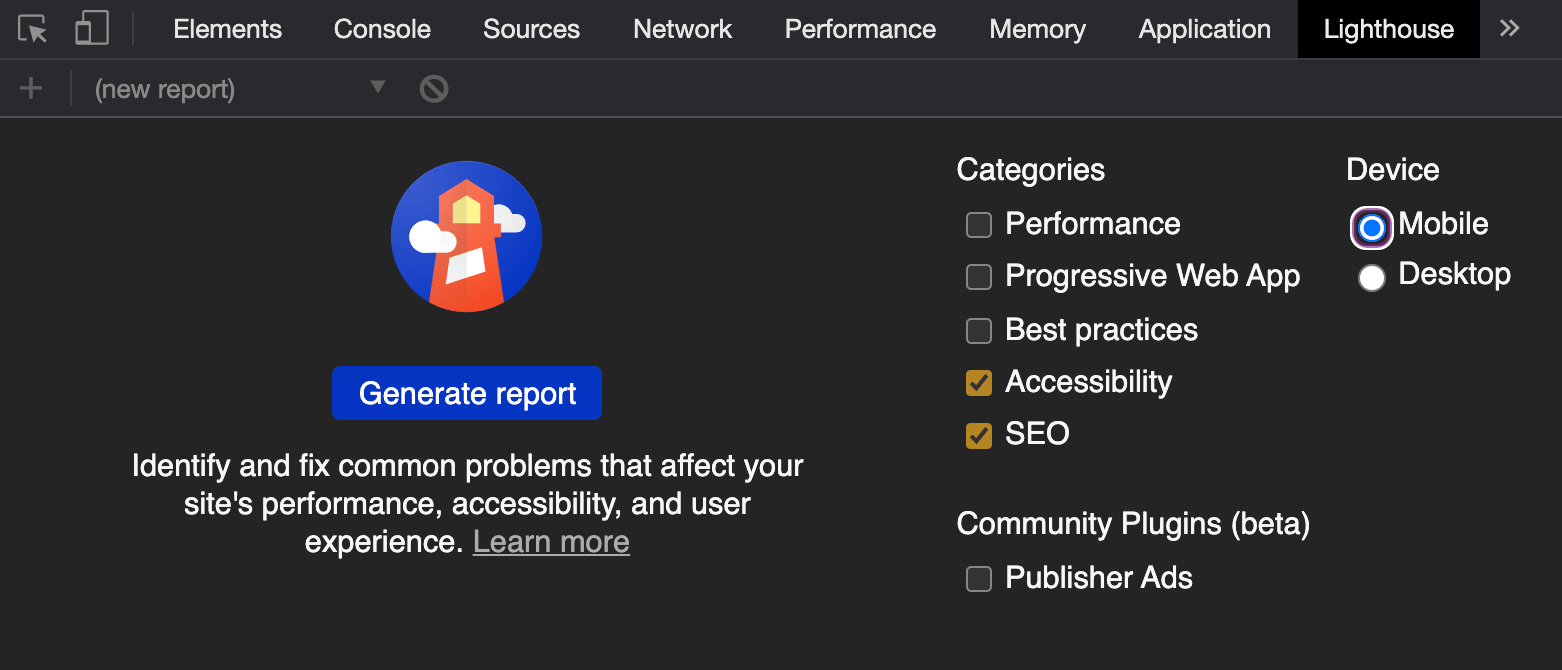 Elements Console Sources Network Performance Memory Application Lighthouse
(new report)
Generate report
Identify and fix common problems that affect your
site's performance, accessibility, and user
experience. Learn more
Categories
Performance
Progressive Web App
Best practices
Accessibility
SEO
Community Plugins (beta)
Publisher Ads
Device
Mobile
Desktop